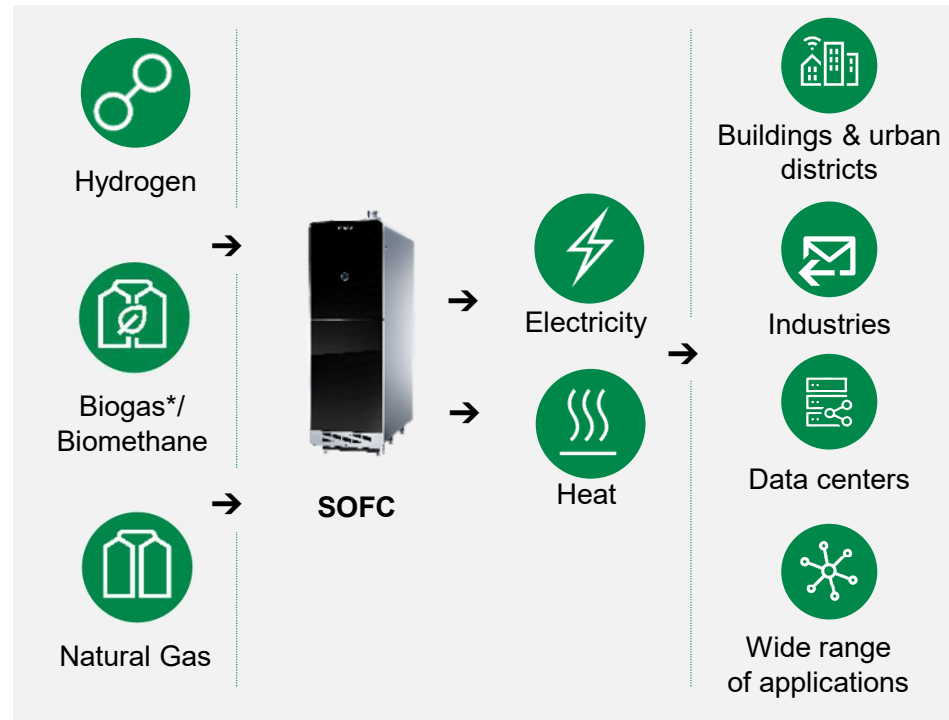 Hydrogen
Biogas*/
Biomethane
Natural Gas
SOFC
Electricity
Heat
Buildings & urban
districts
Industries
Data centers
Wide range
of applications